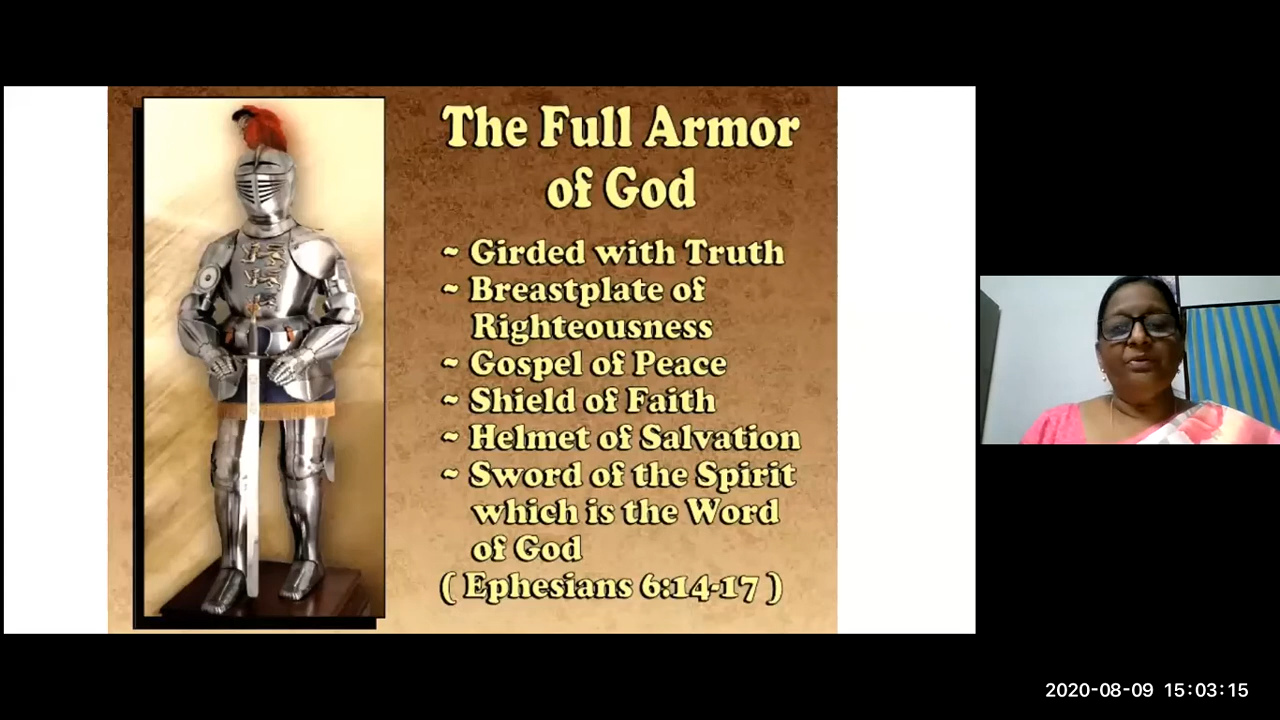 The Full Armor
of God
~ Girded with Truth
~ Breastplate of
Righteousness
~ Gospel of Peace
~ Shield of Faith
~ Helmet of Salvation
~ Sword of the Spirit
which is the Word
of God
( Ephesians 6:14-17 )
2020-08-09 15:03:15